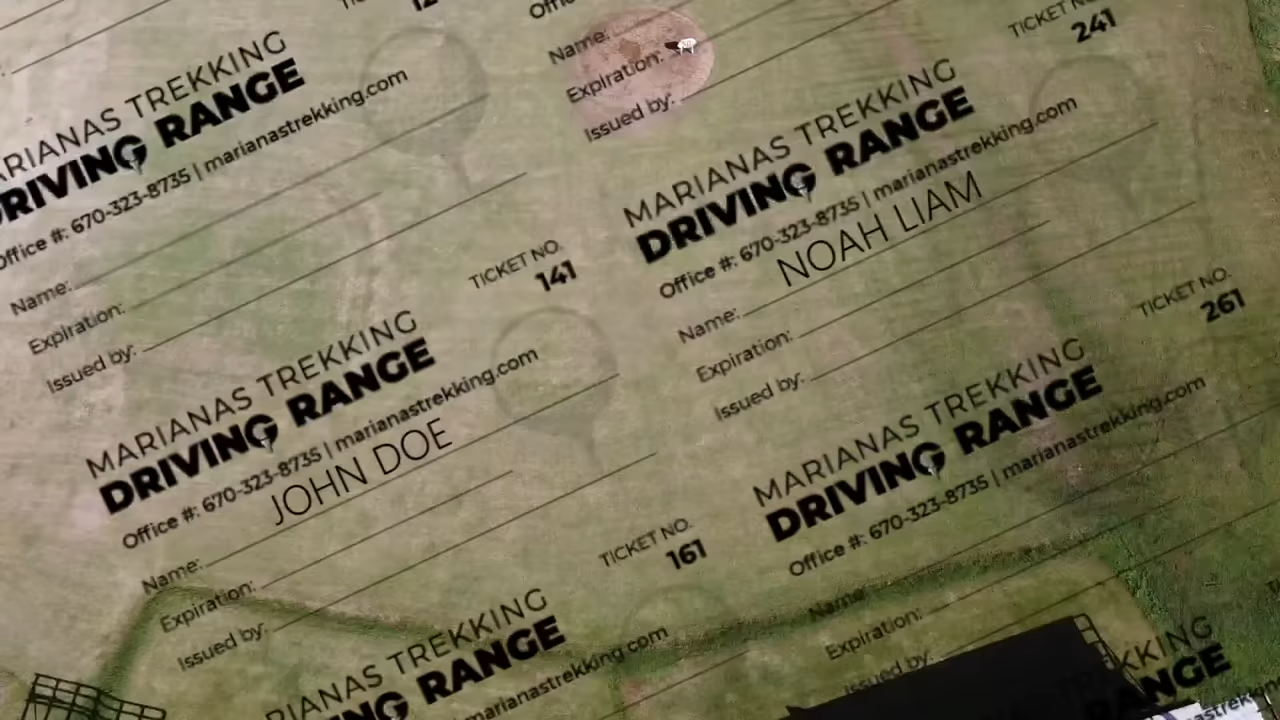 MARIANAS TREKKING
DRIVING RANGE
marianastrekking.com
Office #: 670-323-8735 |
Name:
Expiration:
Issued by:
Name:
Expiration:
Issued by:
TICKET NO.
241
MARIANAS TREKKING
DRIVING RANGE
Office #: 670-323-8735 | marianastrekking.com
Name: NOAH LIAM
Expiration:
Issued by:
TICKET NO.
141
MARIANAS TREKKING
DRIVING RANGE
Office #: 670-323-8735 | marianastrekking.com
Name: JOHN DOE
Expiration:
Issued by:
TICKET NO.
261
MARIANAS TREKKING
DRIVING RANGE
Office #: 670-323-8735 | marianastrekking.com
Name:
Expiration:
Issued by:
TICKET NO.
161
MARIANAS TREKKING
DRIVING RANGE
marianastrekking.com
TREKKING
RANGE